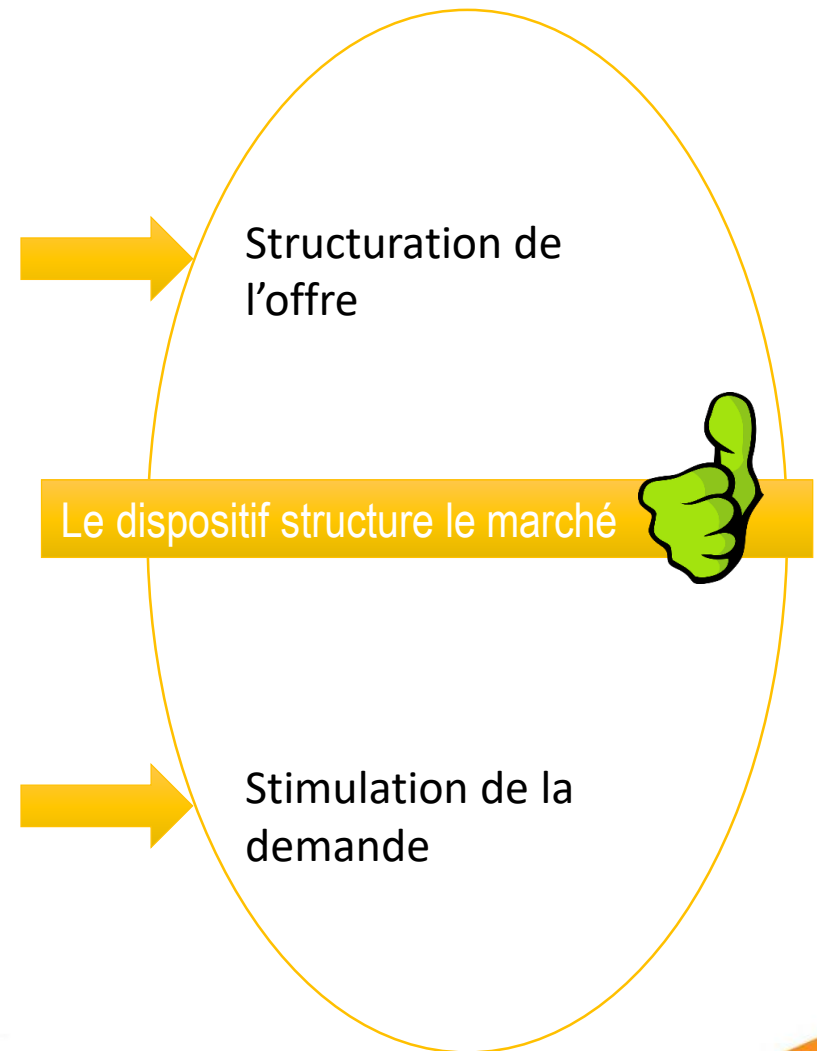 Structuration de
l’offre
Le dispositif structure le marché
Stimulation de la
demande